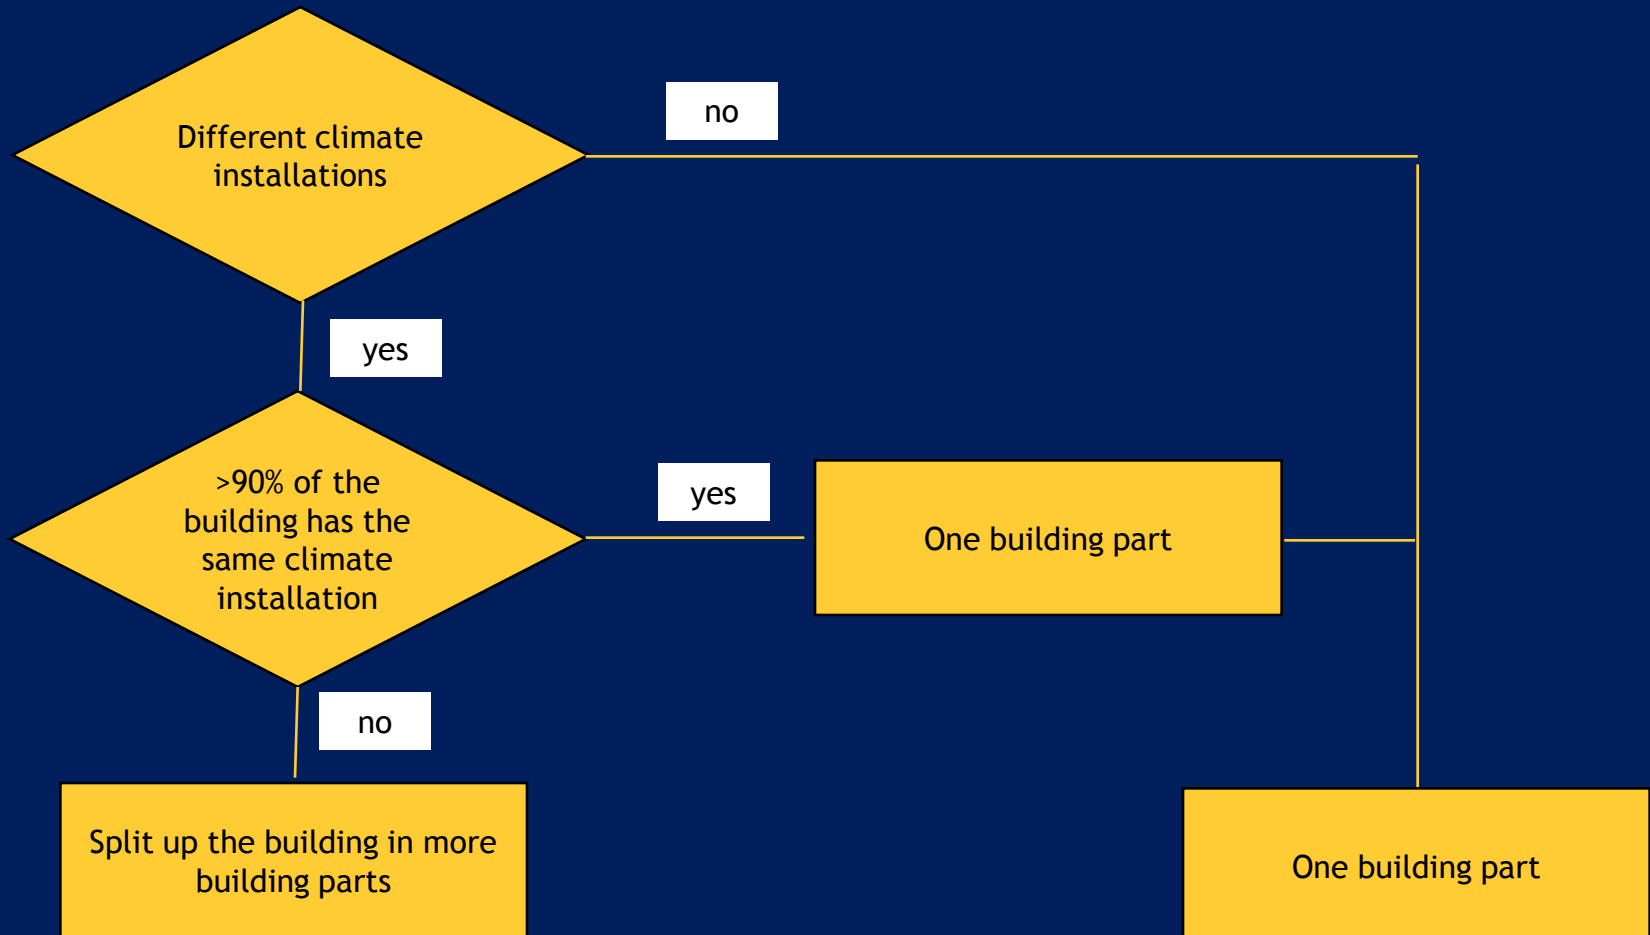 Different climate
installations
no
yes
>90% of the
building has the
same climate
installation
yes
One building part
no
Split up the building in more
building parts
One building part